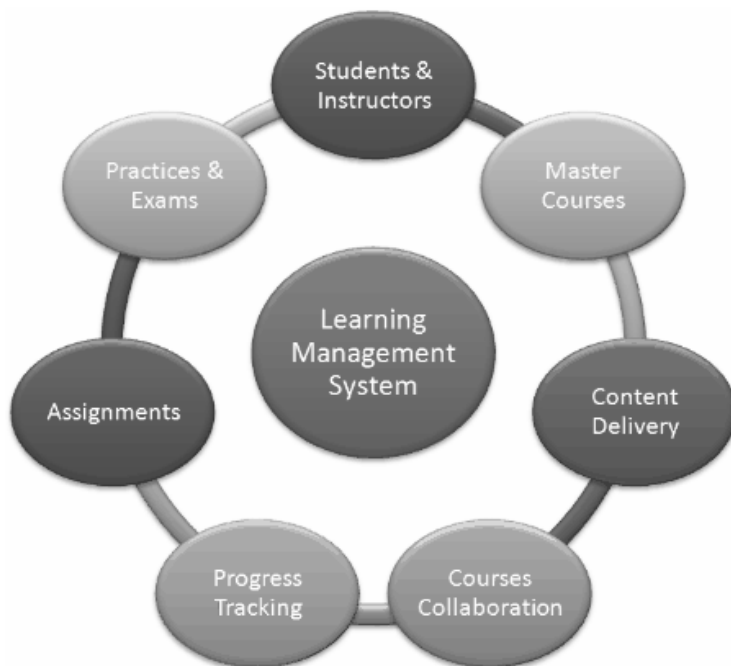 Students &
Instructors
Master
Courses
Content
Delivery
Courses
Collaboration
Progress
Tracking
Assignments
Practices &
Exams
Learning
Management
System